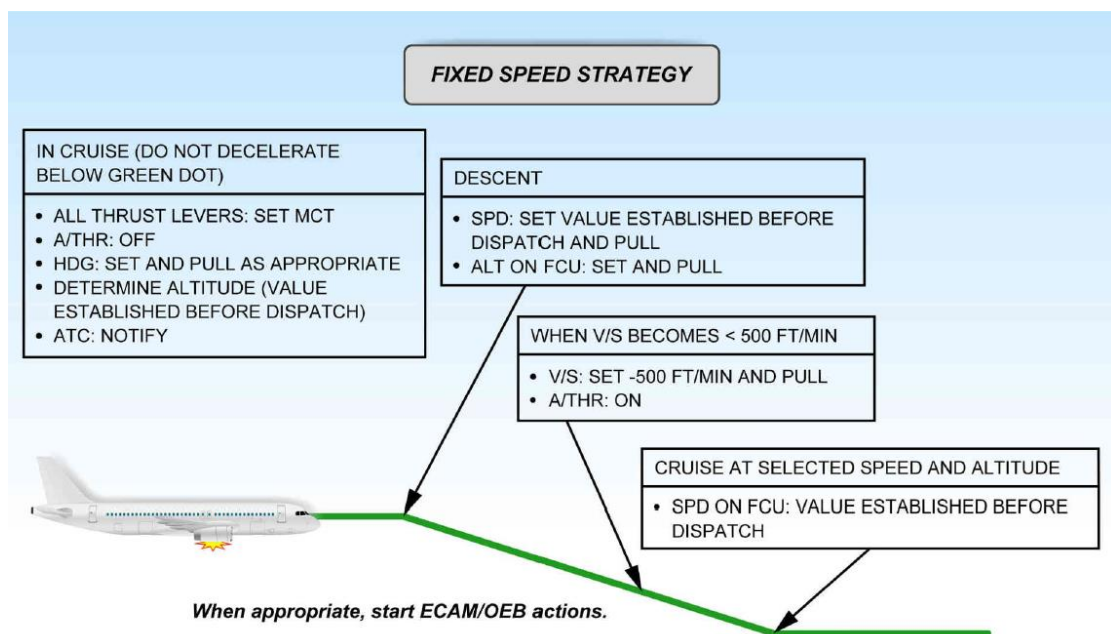 FIXED SPEED STRATEGY
IN CRUISE (DO NOT DECELERATE
BELOW GREEN DOT)
• ALL THRUST LEVERS: SET MCT
• A/THR: OFF
• HDG: SET AND PULL AS APPROPRIATE
• DETERMINE ALTITUDE (VALUE
ESTABLISHED BEFORE DISPATCH)
• ATC: NOTIFY
DESCENT
• SPD: SET VALUE ESTABLISHED BEFORE
DISPATCH AND PULL
• ALT ON FCU: SET AND PULL
WHEN V/S BECOMES < 500 FT/MIN
• V/S: SET -500 FT/MIN AND PULL
• A/THR: ON
CRUISE AT SELECTED SPEED AND ALTITUDE
• SPD ON FCU: VALUE ESTABLISHED BEFORE
DISPATCH
When appropriate, start ECAM/OEB actions.